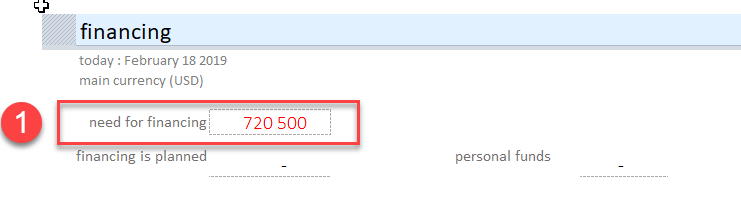 financing
today : February 18 2019
main currency (USD)
1
need for financing 720 500
financing is planned - personal funds -